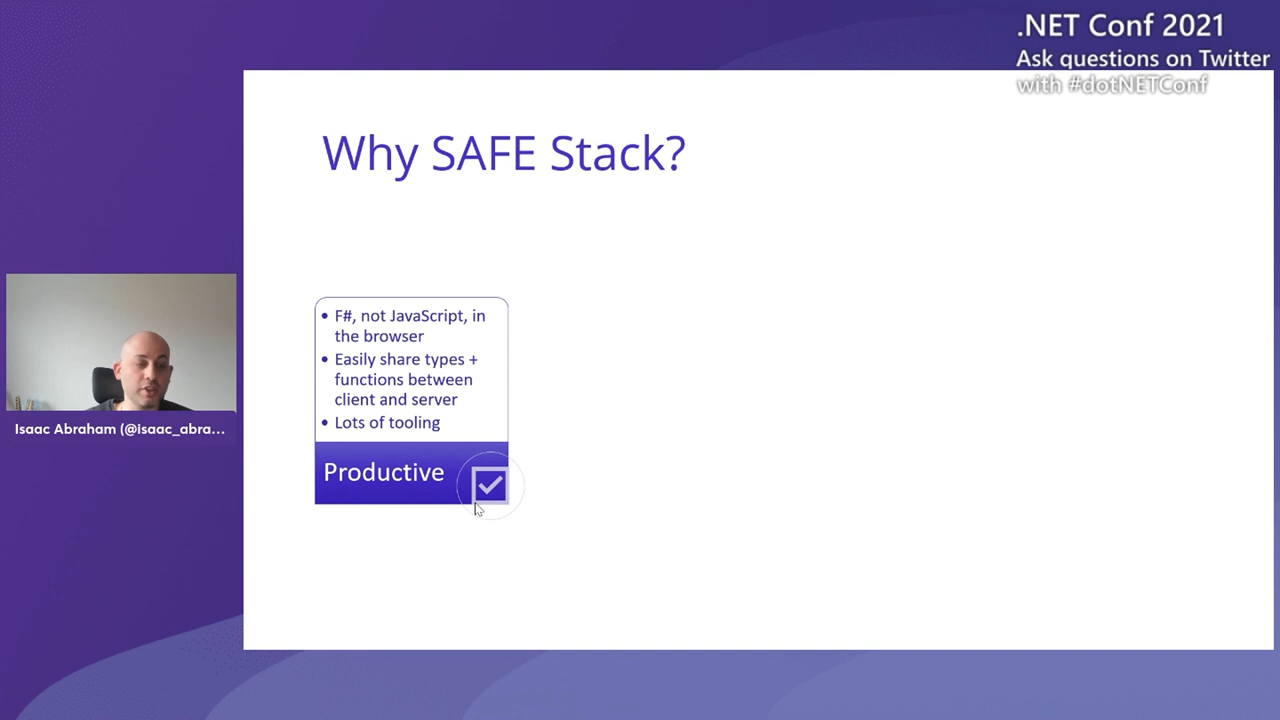 .NET Conf 2021
Ask questions on Twitter
with #dotNETConf
Why SAFE Stack?
• F#, not JavaScript, in
the browser
• Easily share types +
functions between
client and server
• Lots of tooling
Productive
Isaac Abraham (@isaac_abra...